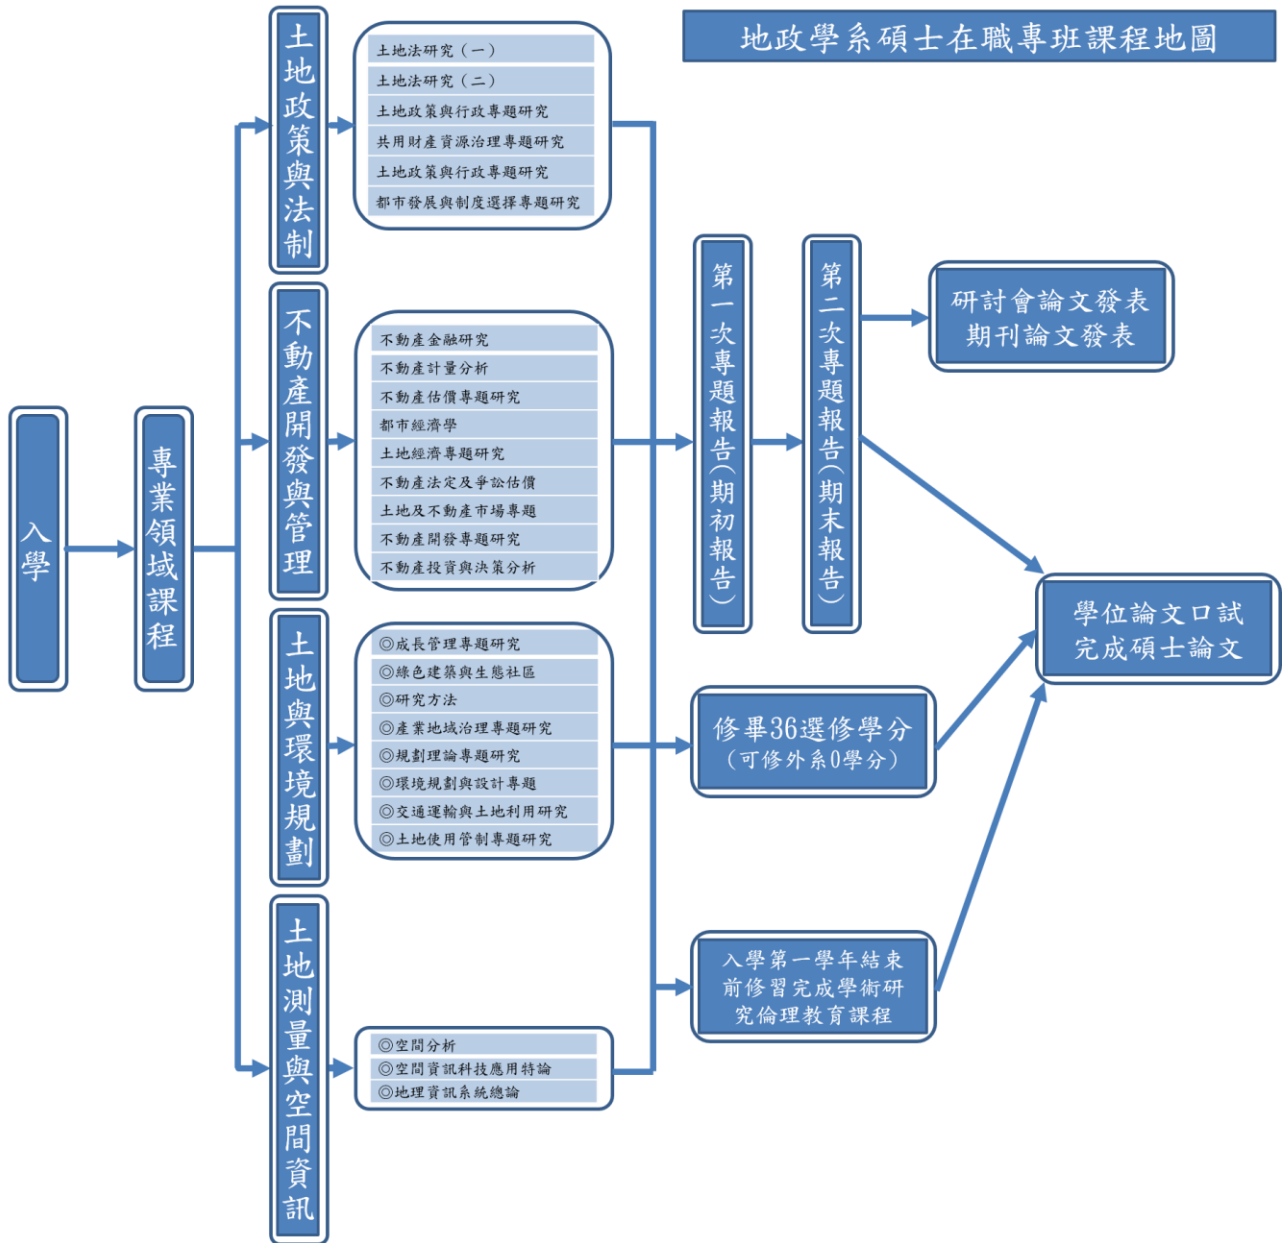 地政學系碩士在職專班課程地圖
入學
專業領域課程
土地政策與法制
土地法研究（一）
土地法研究（二）
土地政策與行政專題研究
共用財產資源治理專題研究
土地政策與行政專題研究
都市發展與制度選擇專題研究
不動產開發與管理
不動產金融研究
不動產計量分析
不動產估價專題研究
都市經濟學
土地經濟專題研究
不動產法定及爭訟估價
土地及不動產市場專題
不動產開發專題研究
不動產投資與決策分析
土地與環境規劃
◎成長管理專題研究
◎綠色建築與生態社區
◎研究方法
◎產業地域治理專題研究
◎規劃理論專題研究
◎環境規劃與設計專題
◎交通運輸與土地利用研究
◎土地使用管制專題研究
土地測量與空間資訊
◎空間分析
◎空間資訊科技應用特論
◎地理資訊系統總論
第一次專題報告（期初報告）
第二次專題報告（期末報告）
研討會論文發表
期刊論文發表
修畢36選修學分
（可修外系0學分）
入學第一學年結束
前修習完成學術研
究倫理教育課程
學位論文口試
完成碩士論文